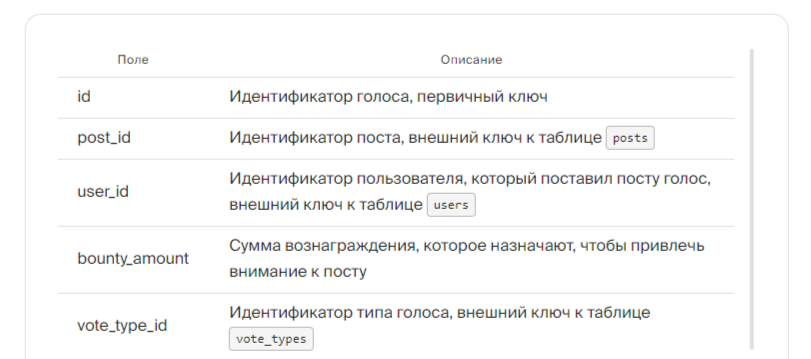 Поле Описание
id Идентификатор голоса, первичный ключ
post_id Идентификатор поста, внешний ключ к таблице posts
user_id Идентификатор пользователя, который поставил посту голос,
внешний ключ к таблице users
bounty_amount Сумма вознаграждения, которое назначают, чтобы привлечь
внимание к посту
vote_type_id Идентификатор типа голоса, внешний ключ к таблице
vote_types